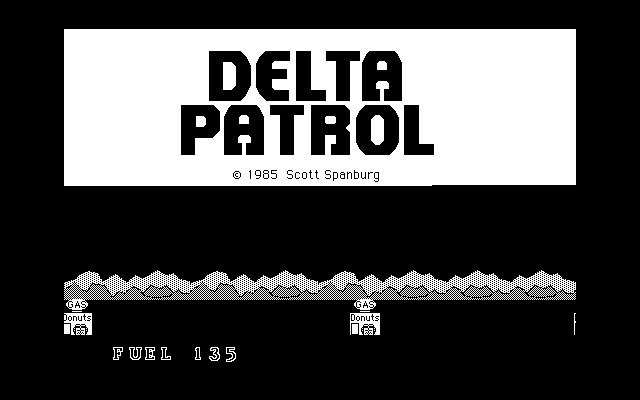 DELTA
PATROL
© 1985 Scott Spanburg
GAS GAS
Donuts Donuts
FUEL 135